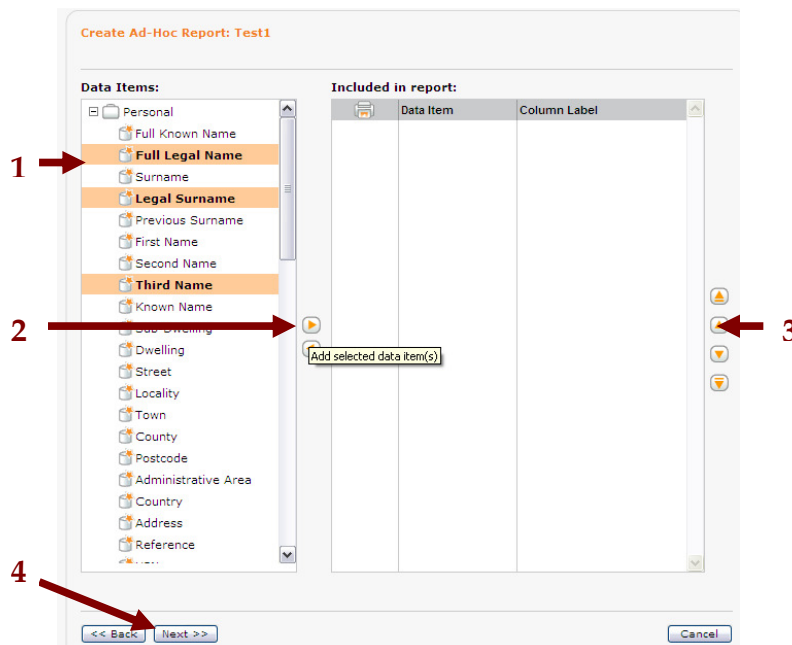 Create Ad-Hoc Report: Test1
Data Items:
Included in report:
Personal
Data Item
Column Label
Full Known Name
1
Full Legal Name
Surname
Legal Surname
Previous Surname
First Name
Second Name
Third Name
Known Name
2
Sub Dwelling
3
Dwelling
Add selected data item(s)
Street
Locality
Town
County
Postcode
Administrative Area
Country
Address
Reference
4
<< Back
Next >>
Cancel